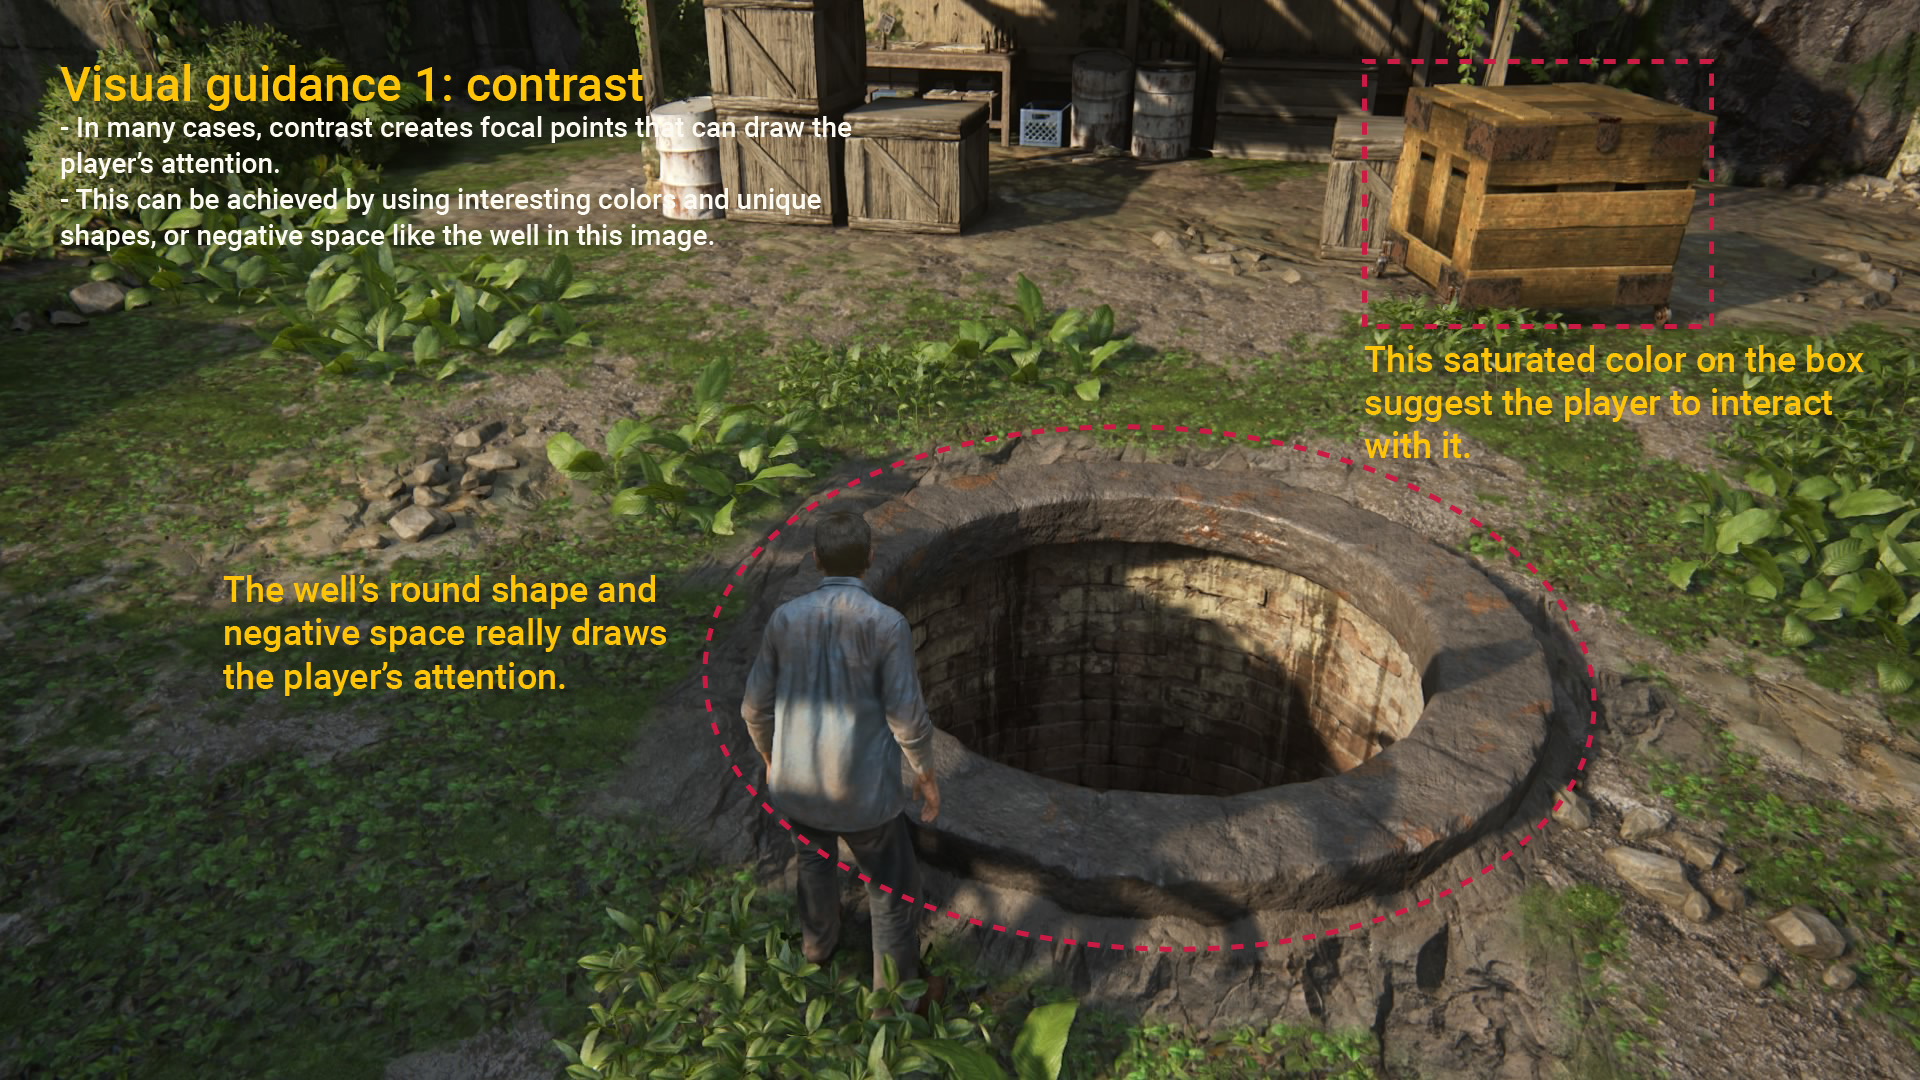 Visual guidance 1: contrast
- In many cases, contrast creates focal points that can draw the
player's attention.
- This can be achieved by using interesting colors and unique
shapes, or negative space like the well in this image.
This saturated color on the box
suggest the player to interact
with it.
The well's round shape and
negative space really draws
the player's attention.